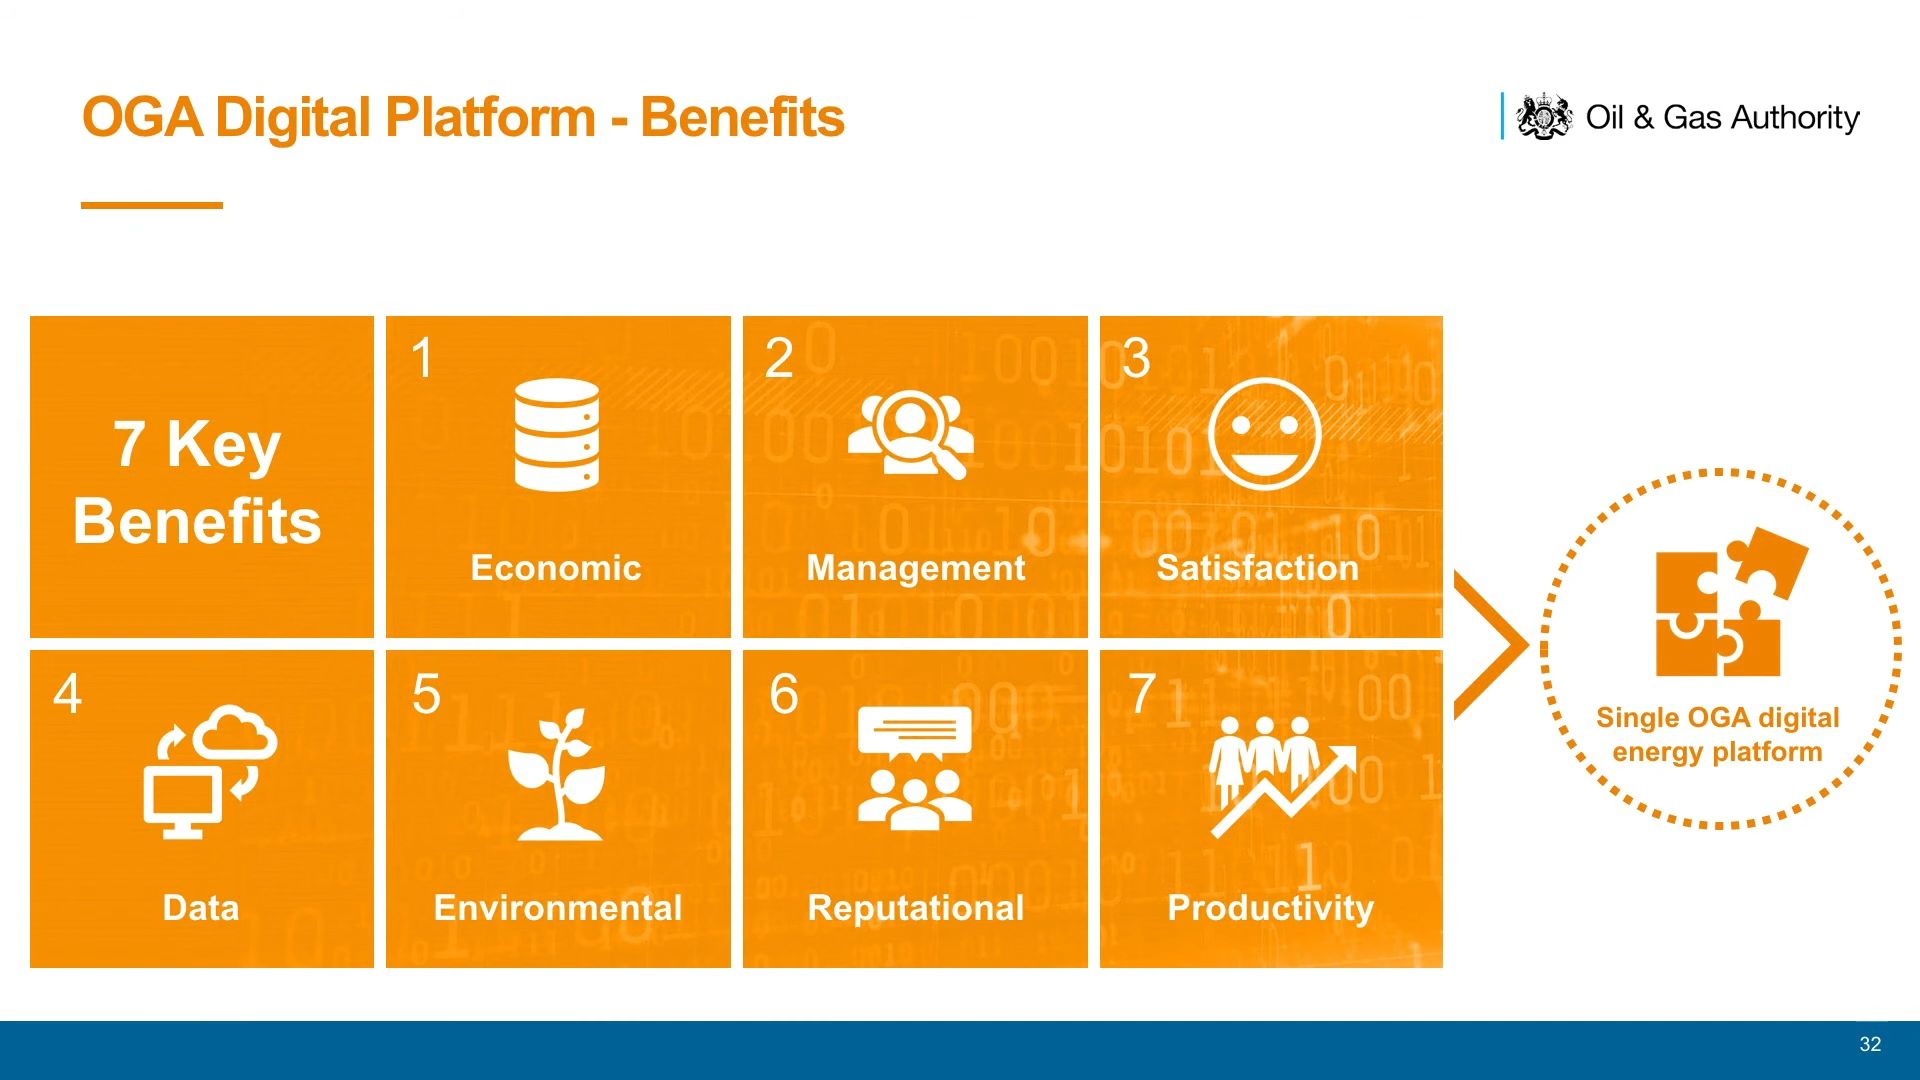 OGA Digital Platform - Benefits
Oil & Gas Authority
7 Key
Benefits
1
Economic
2
Management
3
Satisfaction
4
Data
5
Environmental
6
Reputational
7
Productivity
Single OGA digital
energy platform
32